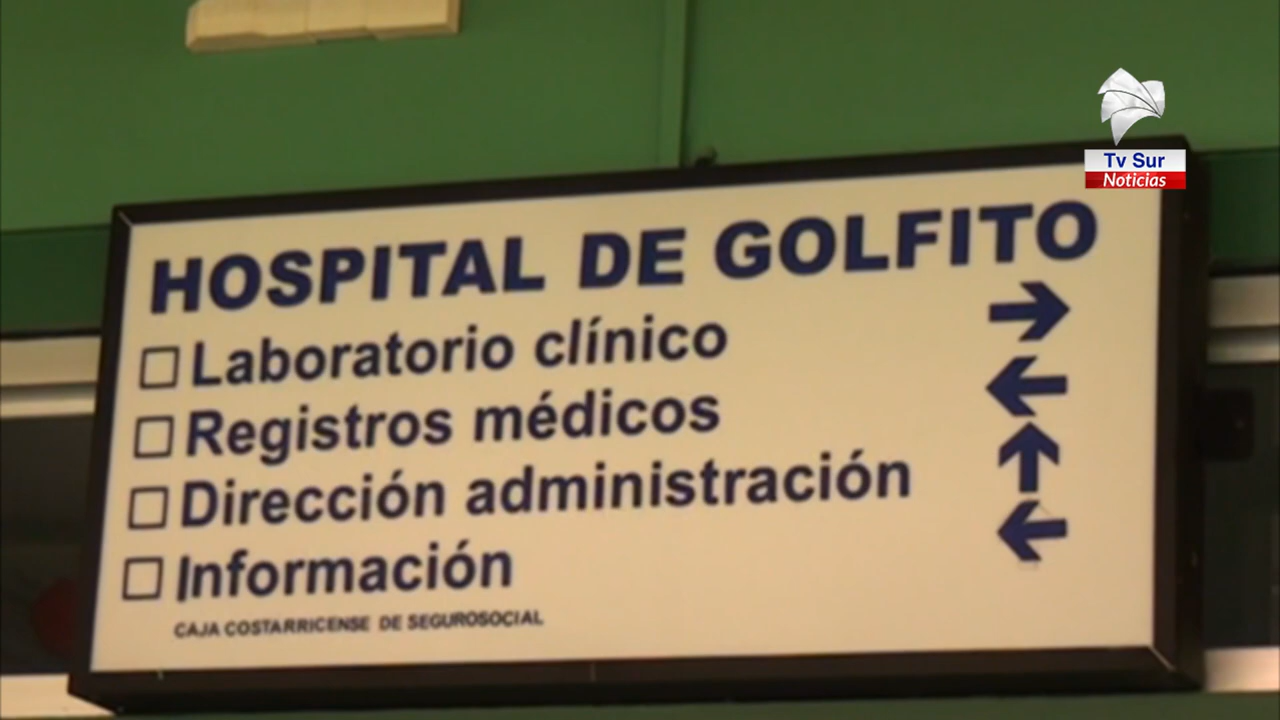 Tv Sur
Noticias
HOSPITAL DE GOLFITO
Laboratorio clínico
Registros médicos
Dirección administración
Información
CAJA COSTARRICENSE DE SEGUROSOCIAL